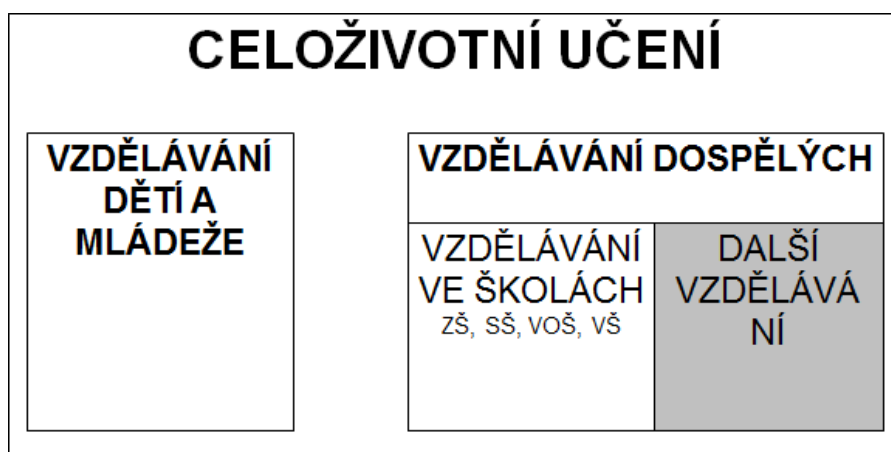 CELOŽIVOTNÍ UČENÍ
VZDĚLÁVÁNÍ
DĚTÍ A
MLÁDEŽE
VZDĚLÁVÁNÍ DOSPĚLÝCH
VZDĚLÁVÁNÍ
VE ŠKOLÁCH
ZŠ, SŠ, VOŠ, VŠ
DALŠÍ
VZDĚLÁVÁ
NÍ